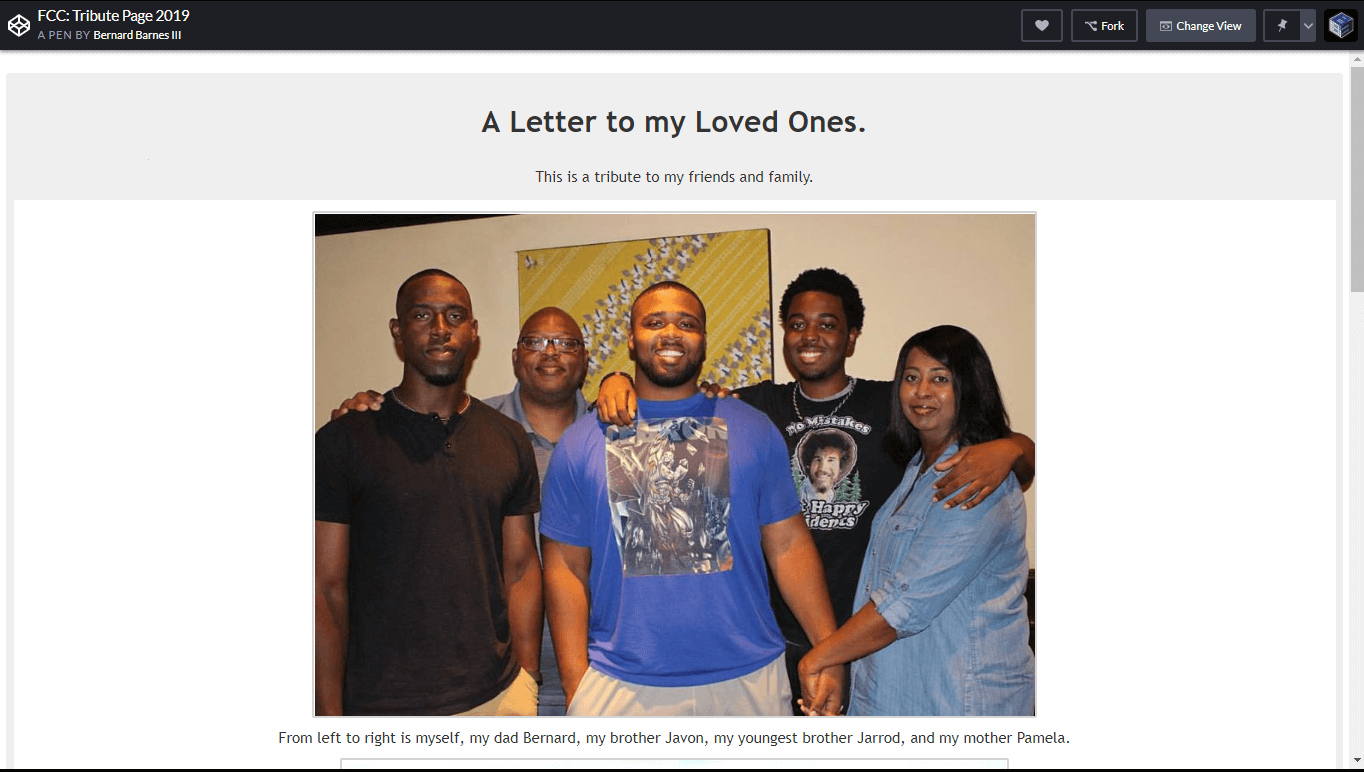 FCC: Tribute Page 2019
A PEN BY Bernard Barnes III
Fork
Change View
A Letter to my Loved Ones.
This is a tribute to my friends and family.
No Mistakes
Happy
From left to right is myself, my dad Bernard, my brother Javon, my youngest brother Jarrod, and my mother Pamela.